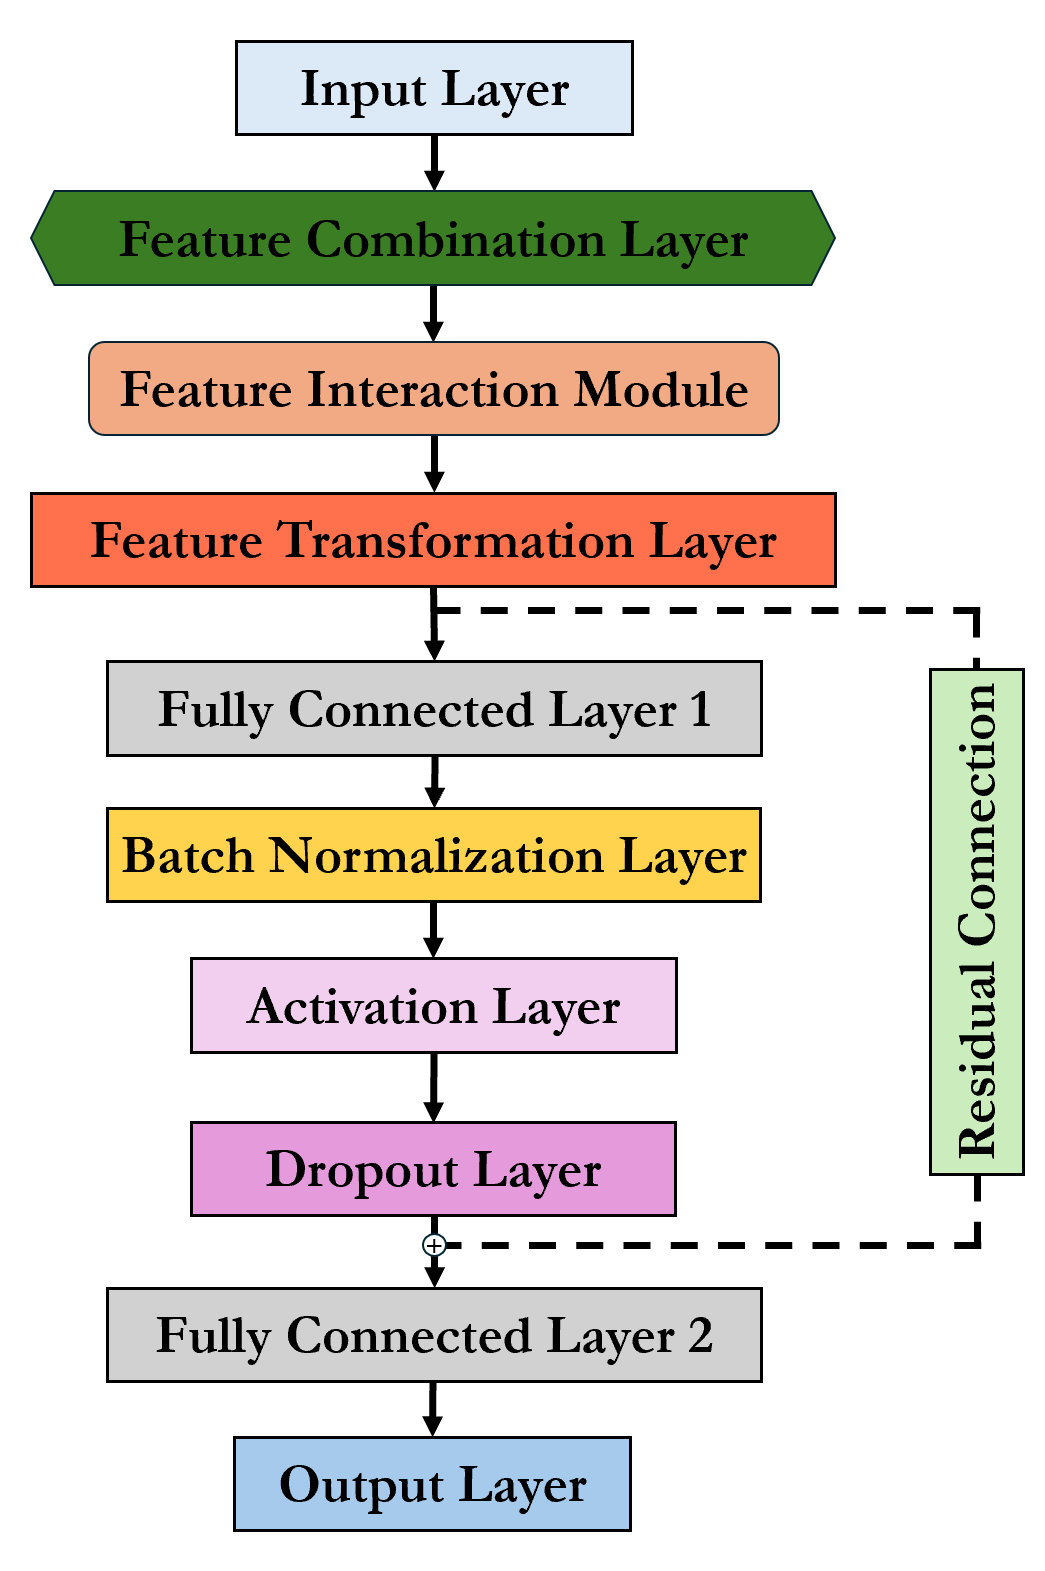 Input Layer
Feature Combination Layer
Feature Interaction Module
Feature Transformation Layer
Fully Connected Layer 1
Batch Normalization Layer
Activation Layer
Dropout Layer
+
Fully Connected Layer 2
Output Layer
Residual Connection